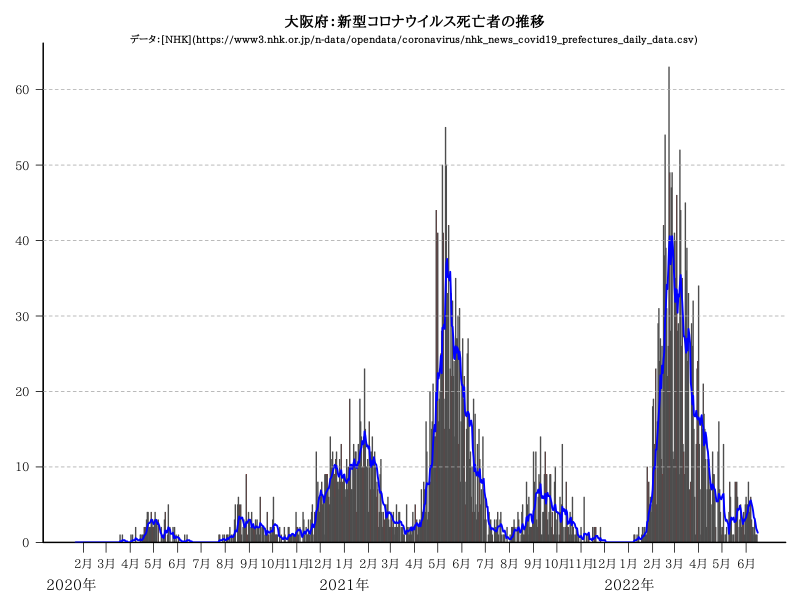 大阪府：新型コロナウイルス死亡者の推移
データ：[NHK](https://www3.nhk.or.jp/n-data/opendata/coronavirus/nhk_news_covid19_prefectures_daily_data.csv)
60
50
40
30
20
10
0
2月 3月 4月 5月 6月 7月 8月 9月 10月 11月 12月 1月 2月 3月 4月 5月 6月 7月 8月 9月 10月 11月 12月 1月 2月 3月 4月 5月 6月
2020年 2021年 2022年